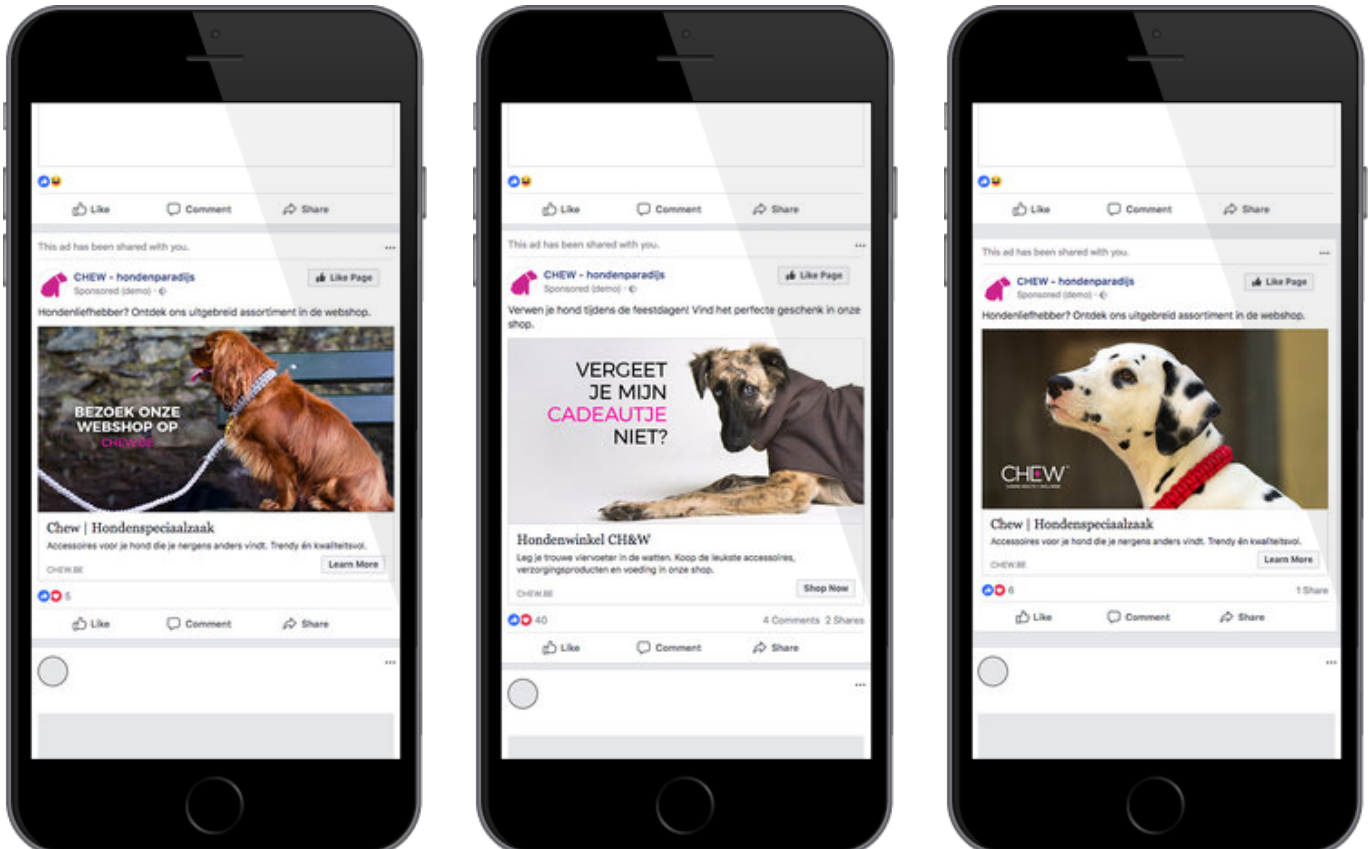 Like Comment Share
This ad has been shared with you.
CHEW - hondenparadijs
Sponsored (demo) ·
Like Page
Hondenliefhebber? Ontdek ons uitgebreid assortiment in de webshop.
BEZOEK ONZE
WEBSHOP OP
CHEW.BE
Chew | Hondenspeciaalzaak
Accessoires voor je hond die je nergens anders vindt. Trendy én kwaliteitsvol.
Learn More
CHEW.BE
5
Like Comment Share
Like Comment Share
This ad has been shared with you.
CHEW - hondenparadijs
Sponsored (demo) ·
Like Page
Verwen je hond tijdens de feestdagen! Vind het perfecte geschenk in onze
shop.
VERGEET
JE MIJN
CADEAUTJE
NIET?
Hondenwinkel CH&W
Leg je trouwe viervoeter in de watten. Koop de leukste accessoires,
verzorgingsproducten en voeding in onze shop.
Shop Now
CHEW.BE
40 4 Comments 2 Shares
Like Comment Share
Like Comment Share
This ad has been shared with you.
CHEW - hondenparadijs
Sponsored (demo) ·
Like Page
Hondenliefhebber? Ontdek ons uitgebreid assortiment in de webshop.
CHEW
Chew | Hondenspeciaalzaak
Accessoires voor je hond die je nergens anders vindt. Trendy én kwaliteitsvol.
Learn More
CHEW.BE
6 1 Share
Like Comment Share